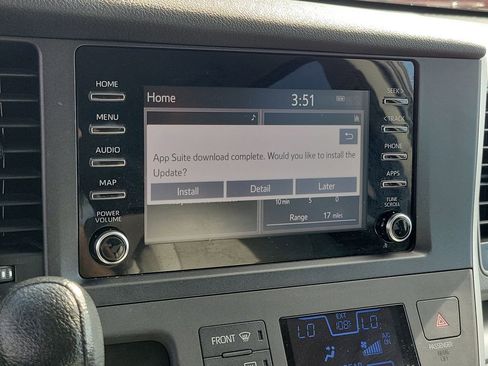 HOME
MENU
AUDIO
MAP
POWER
VOLUME
Home 3:51
App Suite download complete. Would you like to install the
Update?
Install Detail Later
10 min 5 0
Range 17 miles
SEEK >
< TRACK
PHONE
APPS
TUNE
SCROLL
FRONT
LO EXT 108F LO
A/C
ON
PASSENGER
REAR